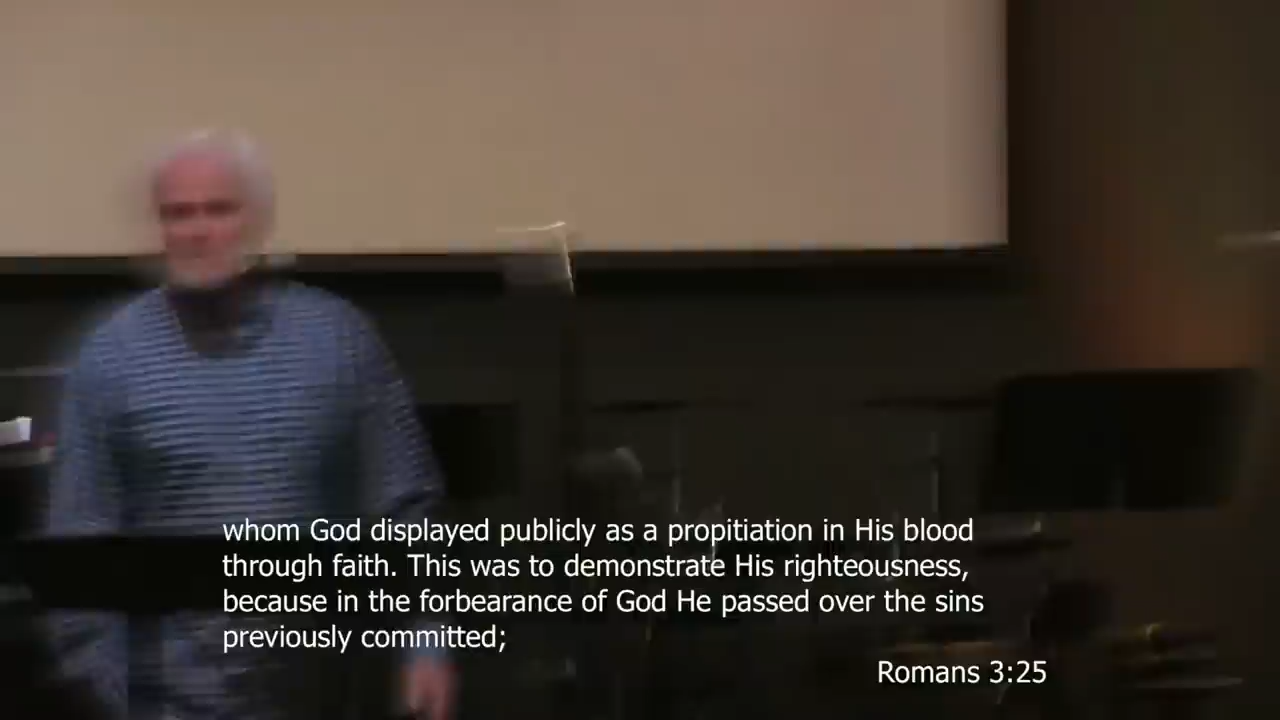 whom God displayed publicly as a propitiation in His blood
through faith. This was to demonstrate His righteousness,
because in the forbearance of God He passed over the sins
previously committed;
Romans 3:25